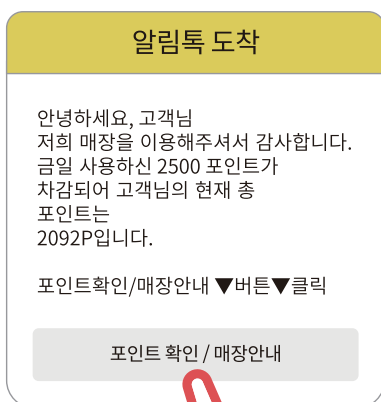 알림톡 도착
안녕하세요, 고객님
저희 매장을 이용해주셔서 감사합니다.
금일 사용하신 2500 포인트가
차감되어 고객님의 현재 총
포인트는
2092P입니다.
포인트확인/매장안내 ▼버튼▼클릭
포인트 확인 / 매장안내